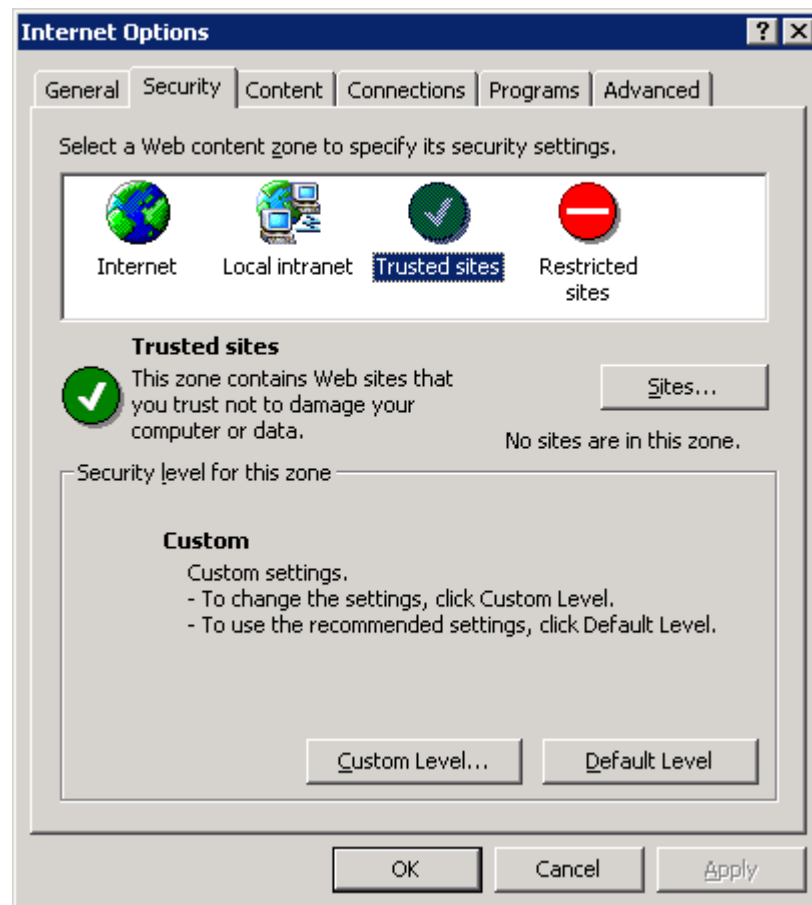 Internet Options
General Security Content Connections Programs Advanced
Select a Web content zone to specify its security settings.
Internet Local intranet Trusted sites Restricted
sites
Trusted sites
This zone contains Web sites that
you trust not to damage your
computer or data.
Sites...
No sites are in this zone.
Security level for this zone
Custom
Custom settings.
- To change the settings, click Custom Level.
- To use the recommended settings, click Default Level.
Custom Level... Default Level
OK Cancel Apply